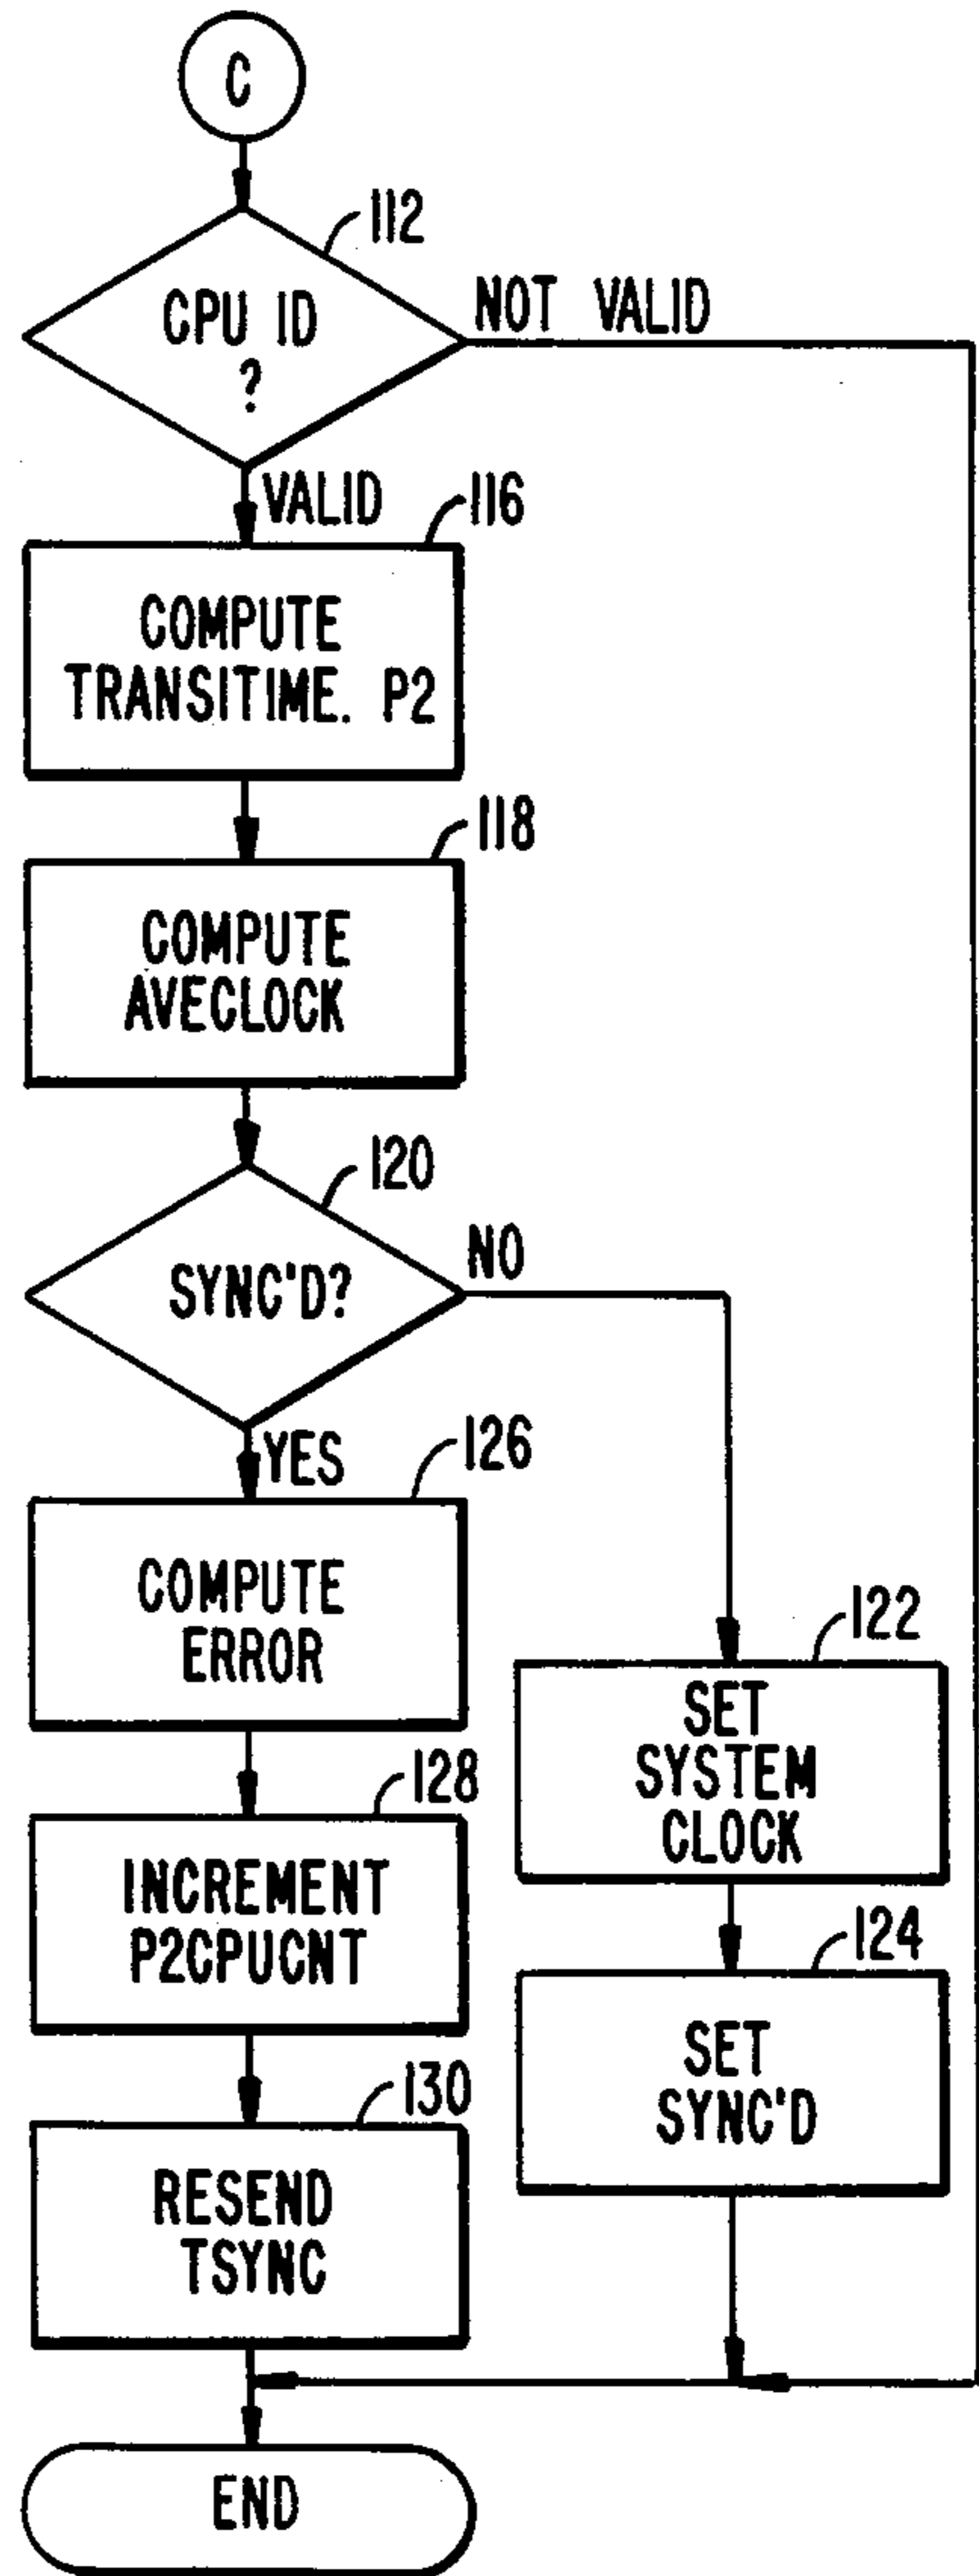 C
112
CPU ID
?
NOT VALID
VALID
116
COMPUTE
TRANSITIME. P2
118
COMPUTE
AVECLOCK
120
SYNC'D?
NO
YES
126
COMPUTE
ERROR
122
SET
SYSTEM
CLOCK
128
INCREMENT
P2CPUCNT
124
SET
SYNC'D
130
RESEND
TSYNC
END